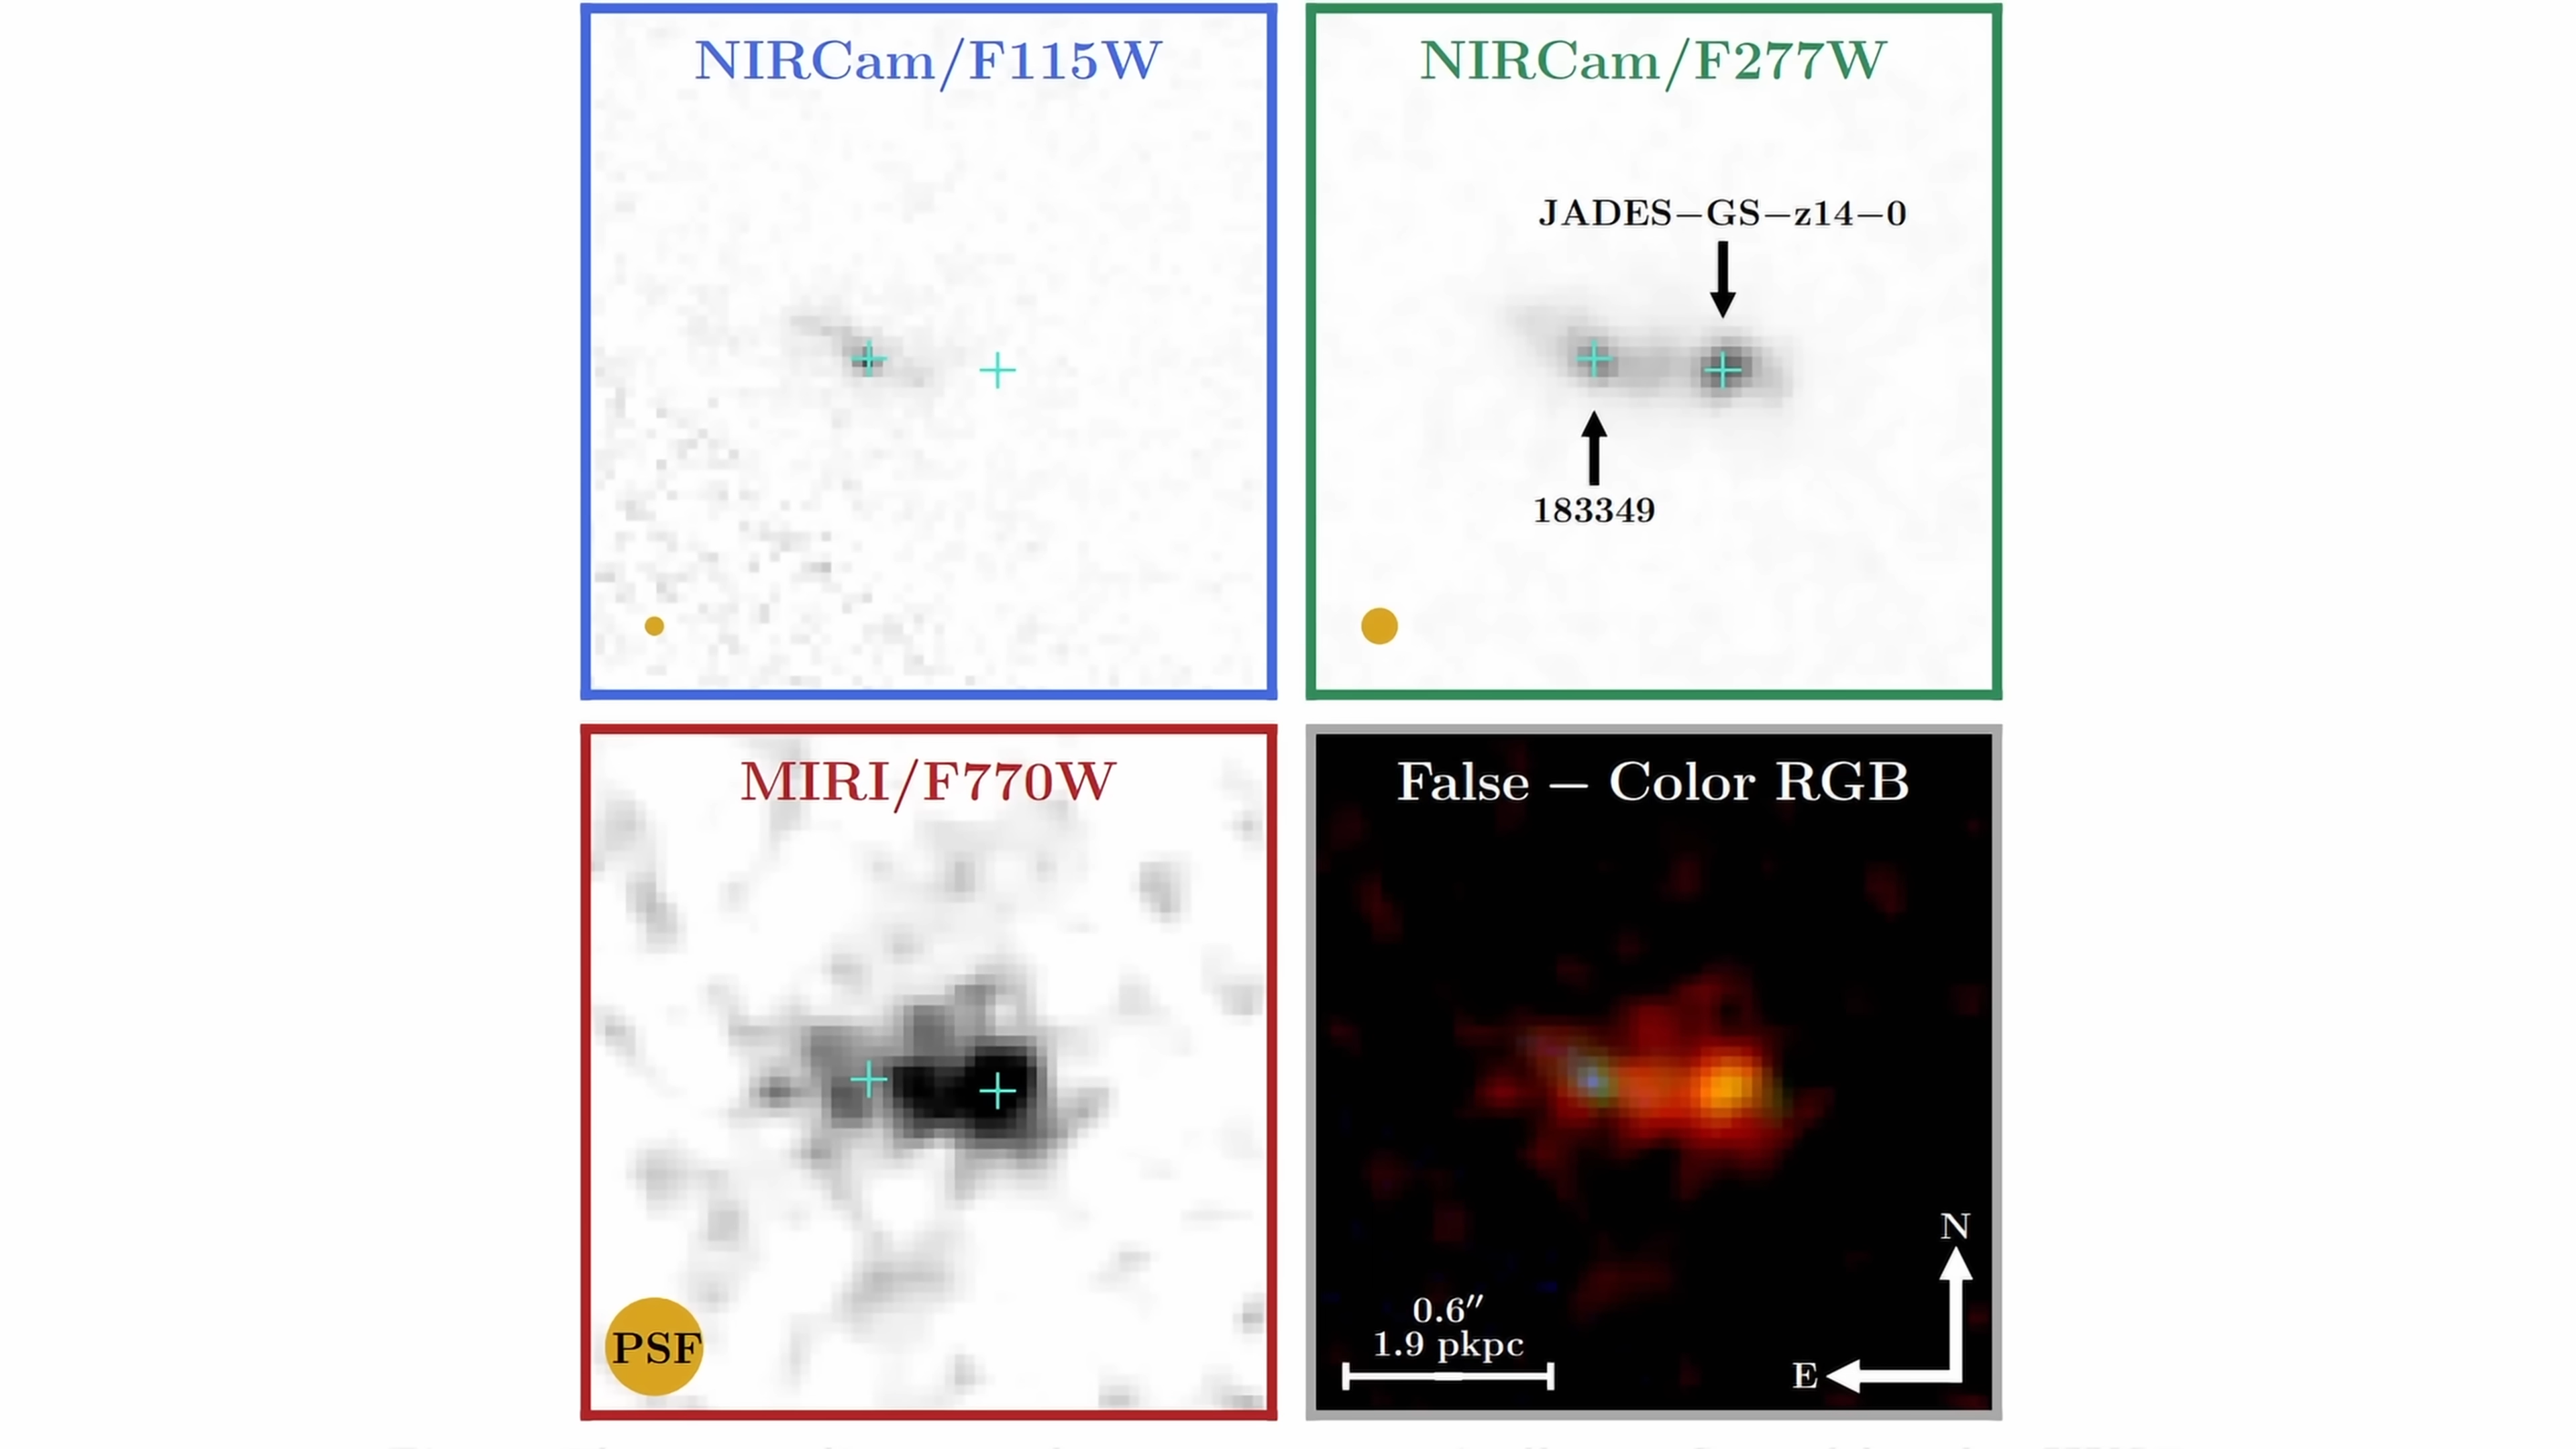 NIRCam/F115W
NIRCam/F277W
JADES−GS−z14−0
183349
MIRI/F770W
PSF
False − Color RGB
0.6″
1.9 pkpc
N
E